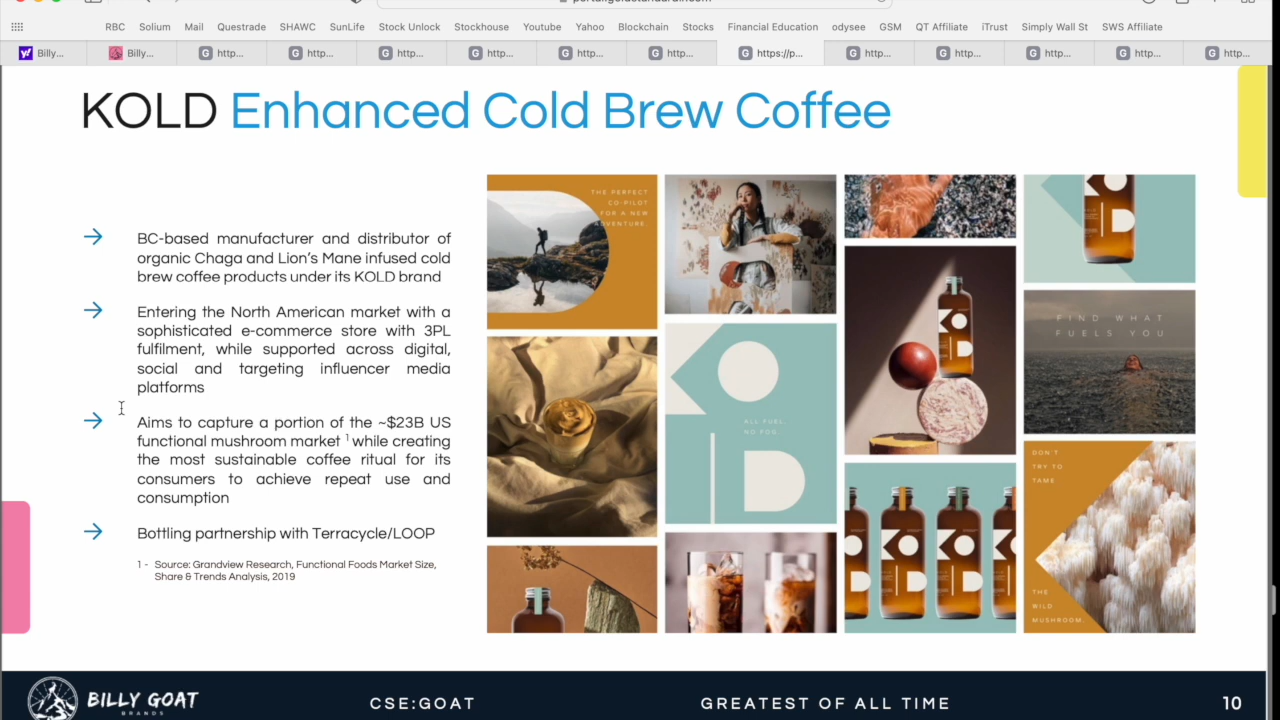 RBC Solium Mail Questrade SHAWC SunLife Stock Unlock Stockhouse Youtube Yahoo Blockchain Stocks Financial Education odysee GSM QT Affiliate iTrust Simply Wall St SWS Affiliate
Billy... Billy... http... http... http... http... http... http... https://p... http... http... http... http... http...
KOLD Enhanced Cold Brew Coffee
BC-based manufacturer and distributor of
organic Chaga and Lion's Mane infused cold
brew coffee products under its KOLD brand
Entering the North American market with a
sophisticated e-commerce store with 3PL
fulfilment, while supported across digital,
social and targeting influencer media
platforms
Aims to capture a portion of the ~$23B US
functional mushroom market 1 while creating
the most sustainable coffee ritual for its
consumers to achieve repeat use and
consumption
Bottling partnership with Terracycle/LOOP
1 - Source: Grandview Research, Functional Foods Market Size,
Share & Trends Analysis, 2019
THE PERFECT
CO-PILOT
FOR A NEW
ADVENTURE.
KO
ALL FUEL.
NO FOG.
LD
KO
LD
KO
LD
FIND WHAT
FUELS YOU
DON'T
TRY TO
TAME
THE
WILD
MUSHROOM.
BILLY GOAT
BRANDS
CSE:GOAT
GREATEST OF ALL TIME
10